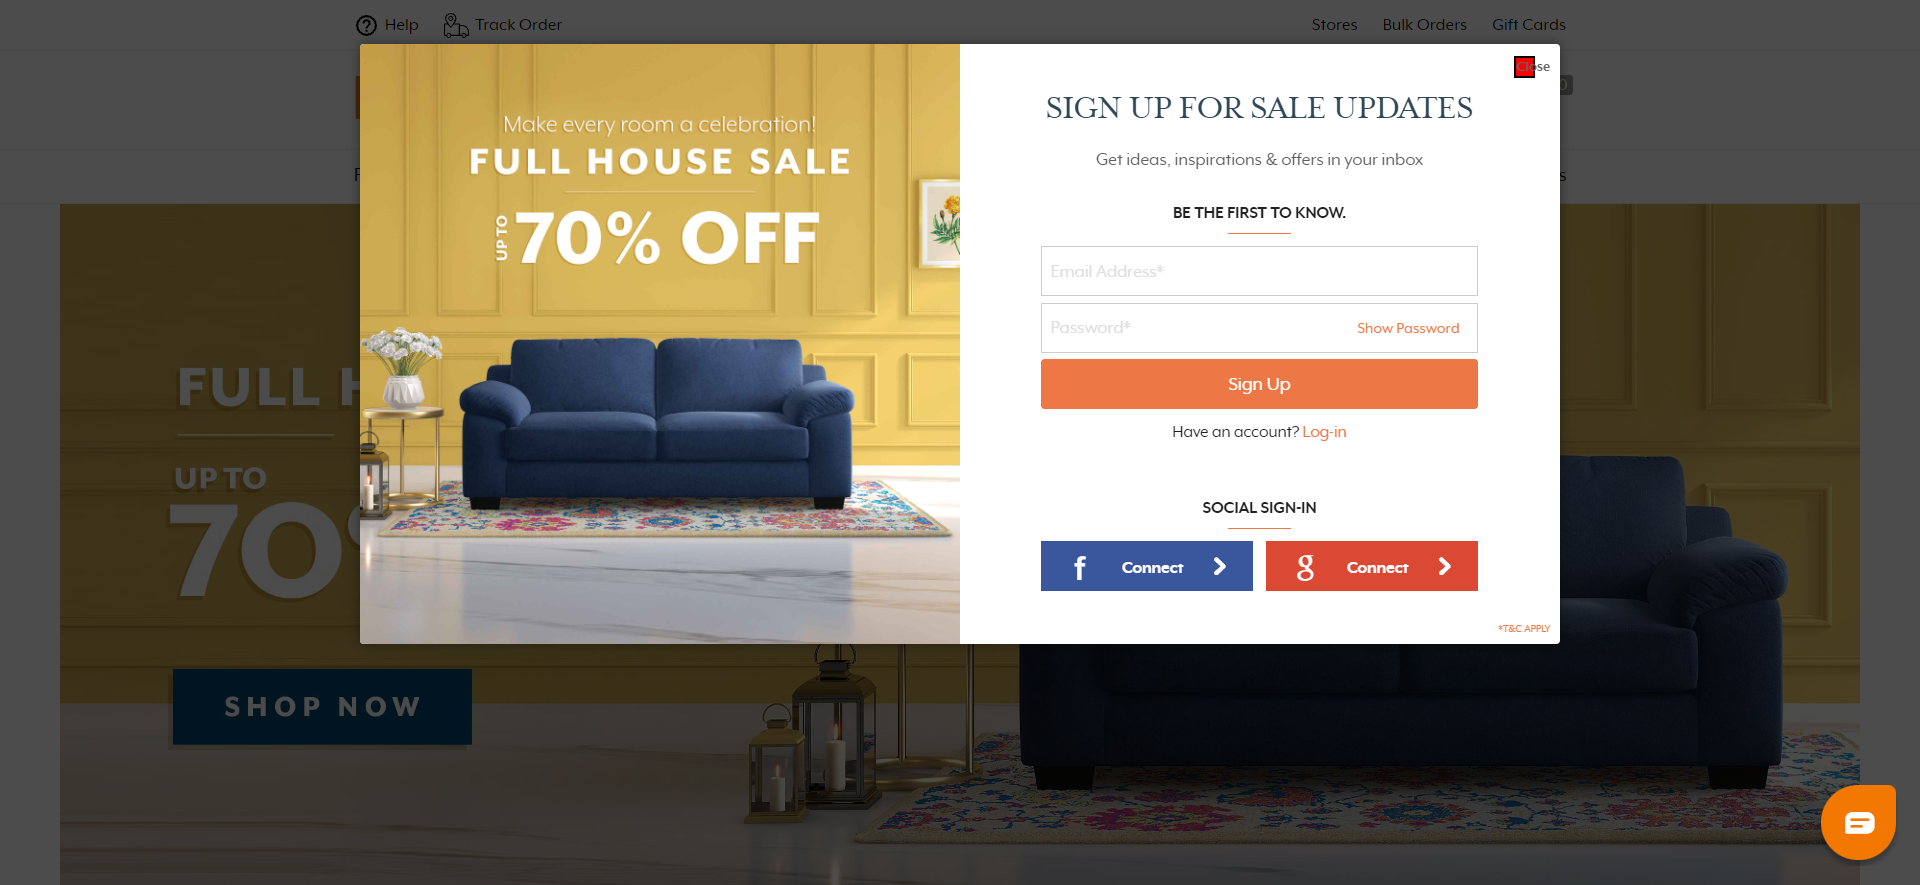 Help
Track Order
Stores
Bulk Orders
Gift Cards
Close
Make every room a celebration!
FULL HOUSE SALE
UP TO
70% OFF
SIGN UP FOR SALE UPDATES
Get ideas, inspirations & offers in your inbox
BE THE FIRST TO KNOW.
Email Address*
Password*
Show Password
Sign Up
Have an account? Log-in
SOCIAL SIGN-IN
f Connect
g Connect
*T&C APPLY
FULL
UP TO
70
SHOP NOW